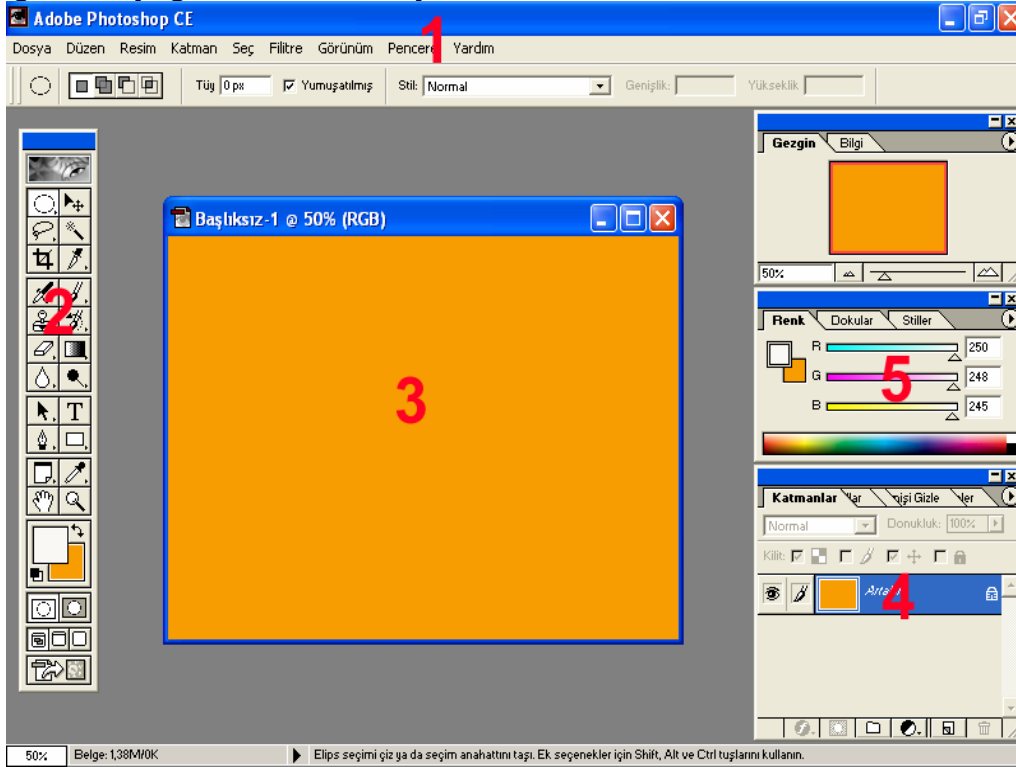 Adobe Photoshop CE
1
Dosya Düzen Resim Katman Seç Filitre Görünüm Pencere Yardım
Tüy 0 px Yumuşatılmış Stil: Normal Genişlik: Yükseklik
Gezgin Bilgi
Başlıksız-1 @ 50% (RGB)
50%
2
Renk Dokular Stiller
R 250
G 248
B 245
5
3
T
Katmanlar nişi Gizle
Normal Donukluk: 100%
Kilit:
4
50% Belge: 1,38M/0K Elips seçimi çiz ya da seçim anahattını taşı. Ek seçenekler için Shift, Alt ve Ctrl tuşlarını kullanın.